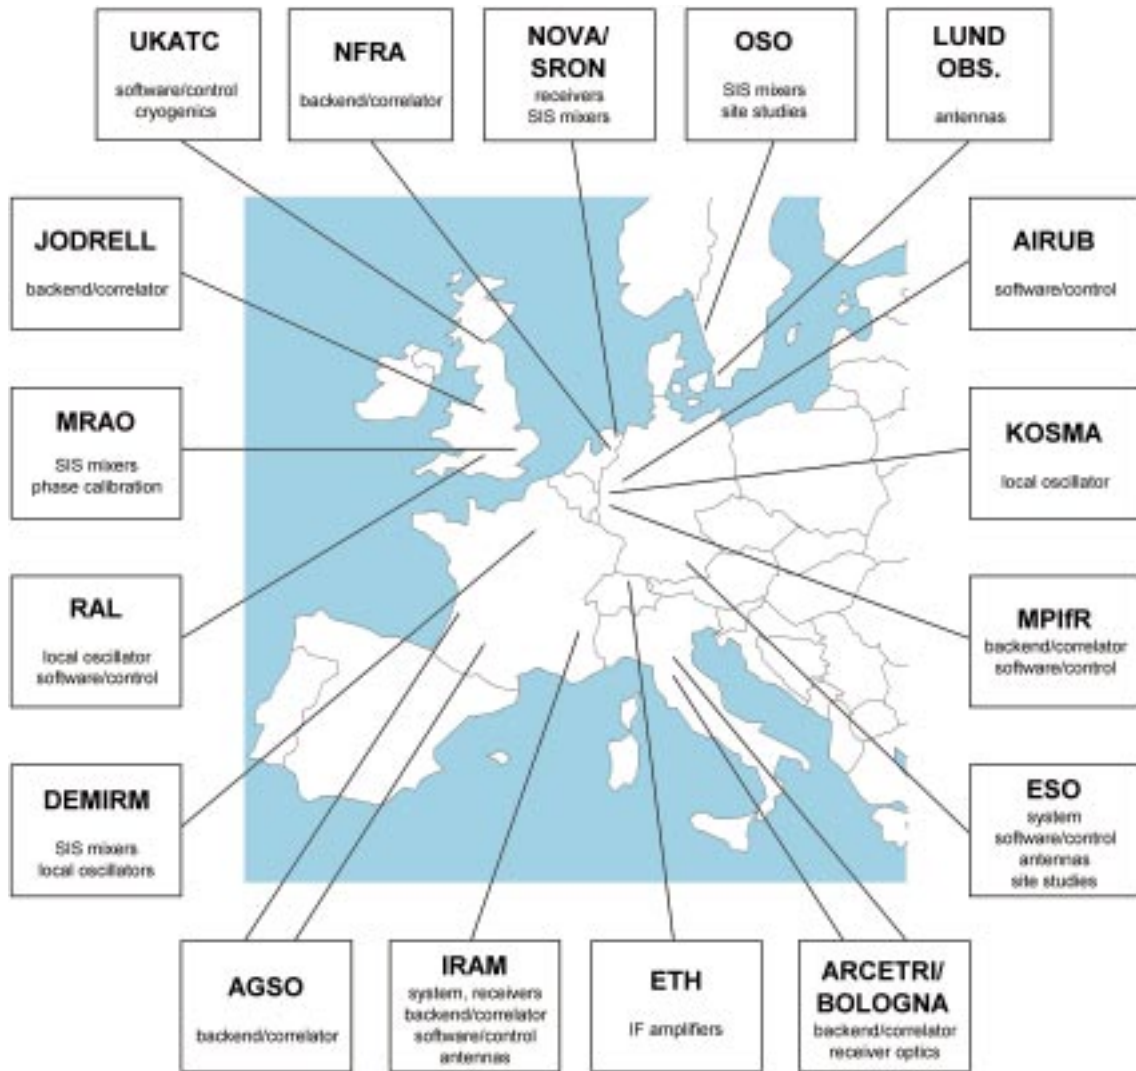 UKATC
software/control
cryogenics
NFRA
backend/correlator
NOVA/
SRON
receivers
SIS mixers
OSO
SIS mixers
site studies
LUND
OBS.
antennas
JODRELL
backend/correlator
AIRUB
software/control
MRAO
SIS mixers
phase calibration
KOSMA
local oscillator
RAL
local oscillator
software/control
MPIfR
backend/correlator
software/control
DEMIRM
SIS mixers
local oscillators
ESO
system
software/control
antennas
site studies
AGSO
backend/correlator
IRAM
system, receivers
backend/correlator
software/control
antennas
ETH
IF amplifiers
ARCETRI/
BOLOGNA
backend/correlator
receiver optics